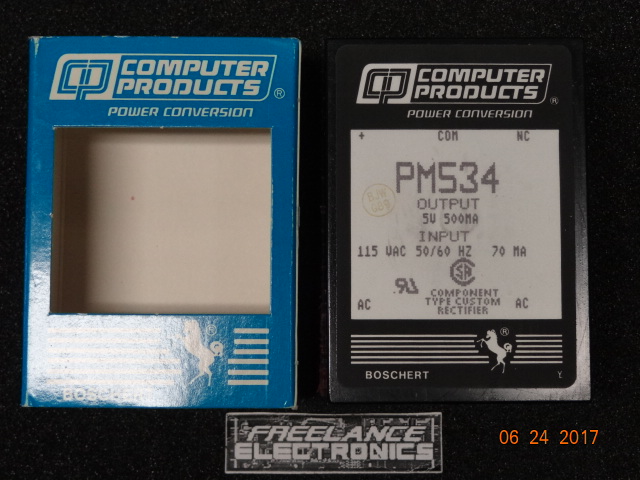 COMPUTER
PRODUCTS ®
POWER CONVERSION
®
BOSCHERT
COMPUTER
PRODUCTS ®
POWER CONVERSION
+ COM NC
PM534
OUTPUT
5V 500MA
INPUT
115 VAC 50/60 HZ 70 MA
COMPONENT
TYPE CUSTOM
RECTIFIER
AC AC
®
BOSCHERT Y
FREELANCE
ELECTRONICS
06 24 2017